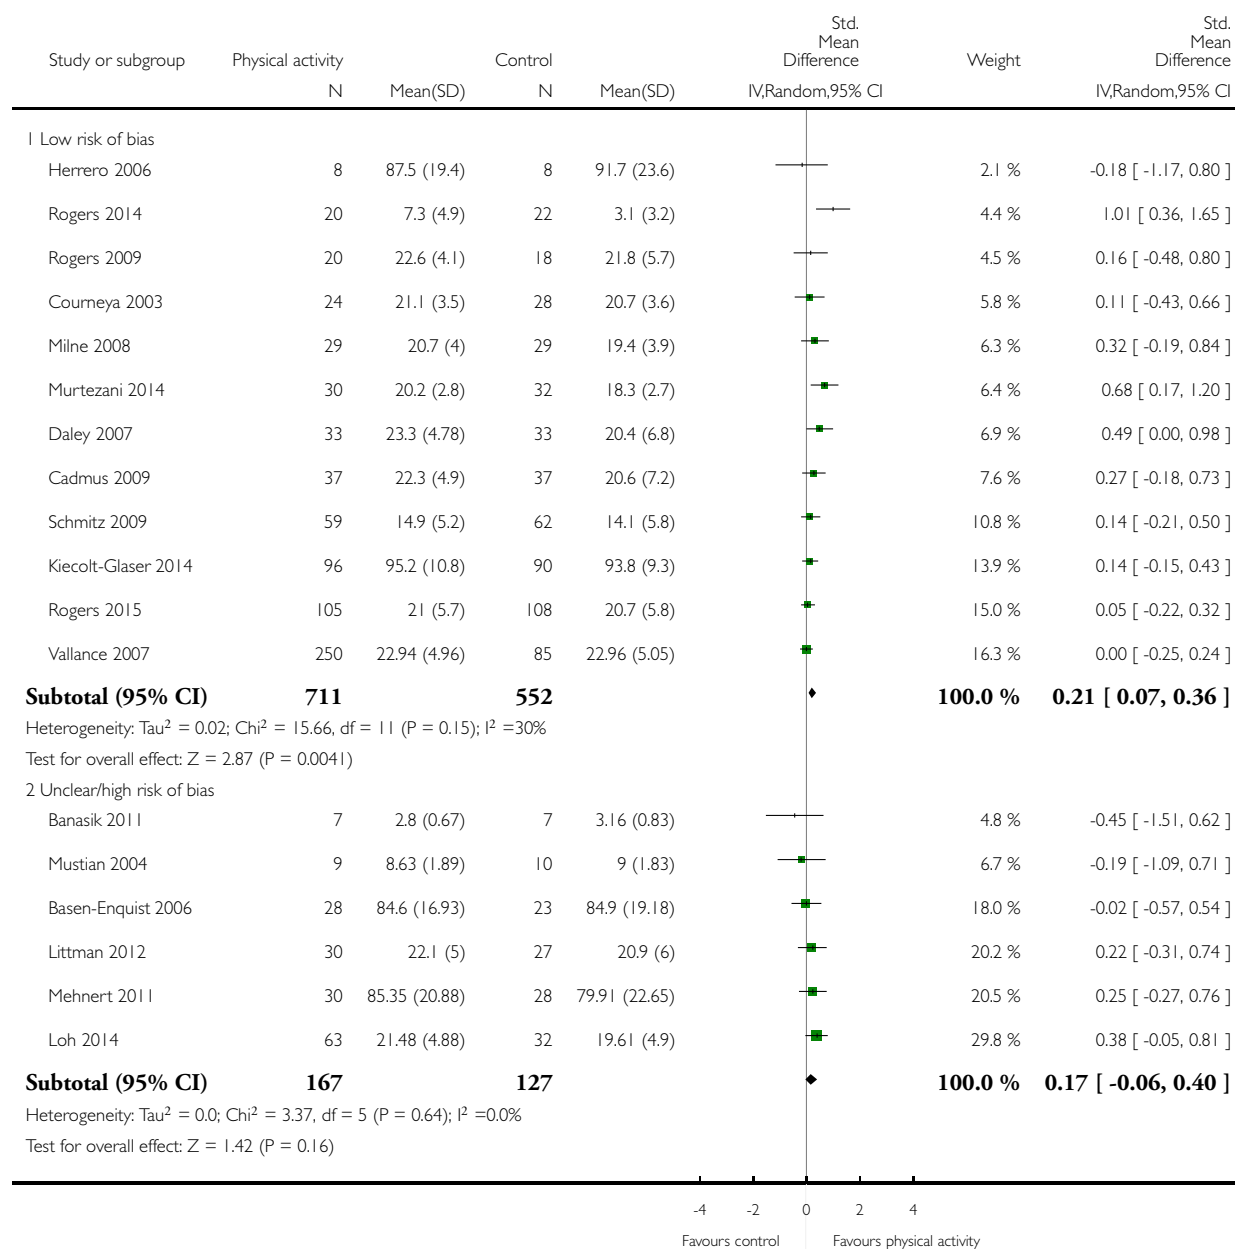 Std.
Mean
Difference
Std.
Mean
Difference
Study or subgroup Physical activity Control Weight
N Mean(SD) N Mean(SD) IV,Random,95% CI IV,Random,95% CI
1 Low risk of bias
Herrero 2006 8 87.5 (19.4) 8 91.7 (23.6) 2.1 % -0.18 [ -1.17, 0.80 ]
Rogers 2014 20 7.3 (4.9) 22 3.1 (3.2) 4.4 % 1.01 [ 0.36, 1.65 ]
Rogers 2009 20 22.6 (4.1) 18 21.8 (5.7) 4.5 % 0.16 [ -0.48, 0.80 ]
Courneya 2003 24 21.1 (3.5) 28 20.7 (3.6) 5.8 % 0.11 [ -0.43, 0.66 ]
Milne 2008 29 20.7 (4) 29 19.4 (3.9) 6.3 % 0.32 [ -0.19, 0.84 ]
Murtezani 2014 30 20.2 (2.8) 32 18.3 (2.7) 6.4 % 0.68 [ 0.17, 1.20 ]
Daley 2007 33 23.3 (4.78) 33 20.4 (6.8) 6.9 % 0.49 [ 0.00, 0.98 ]
Cadmus 2009 37 22.3 (4.9) 37 20.6 (7.2) 7.6 % 0.27 [ -0.18, 0.73 ]
Schmitz 2009 59 14.9 (5.2) 62 14.1 (5.8) 10.8 % 0.14 [ -0.21, 0.50 ]
Kiecolt-Glaser 2014 96 95.2 (10.8) 90 93.8 (9.3) 13.9 % 0.14 [ -0.15, 0.43 ]
Rogers 2015 105 21 (5.7) 108 20.7 (5.8) 15.0 % 0.05 [ -0.22, 0.32 ]
Vallance 2007 250 22.94 (4.96) 85 22.96 (5.05) 16.3 % 0.00 [ -0.25, 0.24 ]
Subtotal (95% CI) 711 552 100.0 % 0.21 [ 0.07, 0.36 ]
Heterogeneity: Tau² = 0.02; Chi² = 15.66, df = 11 (P = 0.15); I² =30%
Test for overall effect: Z = 2.87 (P = 0.0041)
2 Unclear/high risk of bias
Banasik 2011 7 2.8 (0.67) 7 3.16 (0.83) 4.8 % -0.45 [ -1.51, 0.62 ]
Mustian 2004 9 8.63 (1.89) 10 9 (1.83) 6.7 % -0.19 [ -1.09, 0.71 ]
Basen-Enquist 2006 28 84.6 (16.93) 23 84.9 (19.18) 18.0 % -0.02 [ -0.57, 0.54 ]
Littman 2012 30 22.1 (5) 27 20.9 (6) 20.2 % 0.22 [ -0.31, 0.74 ]
Mehnert 2011 30 85.35 (20.88) 28 79.91 (22.65) 20.5 % 0.25 [ -0.27, 0.76 ]
Loh 2014 63 21.48 (4.88) 32 19.61 (4.9) 29.8 % 0.38 [ -0.05, 0.81 ]
Subtotal (95% CI) 167 127 100.0 % 0.17 [ -0.06, 0.40 ]
Heterogeneity: Tau² = 0.0; Chi² = 3.37, df = 5 (P = 0.64); I² =0.0%
Test for overall effect: Z = 1.42 (P = 0.16)
-4 -2 0 2 4
Favours control Favours physical activity